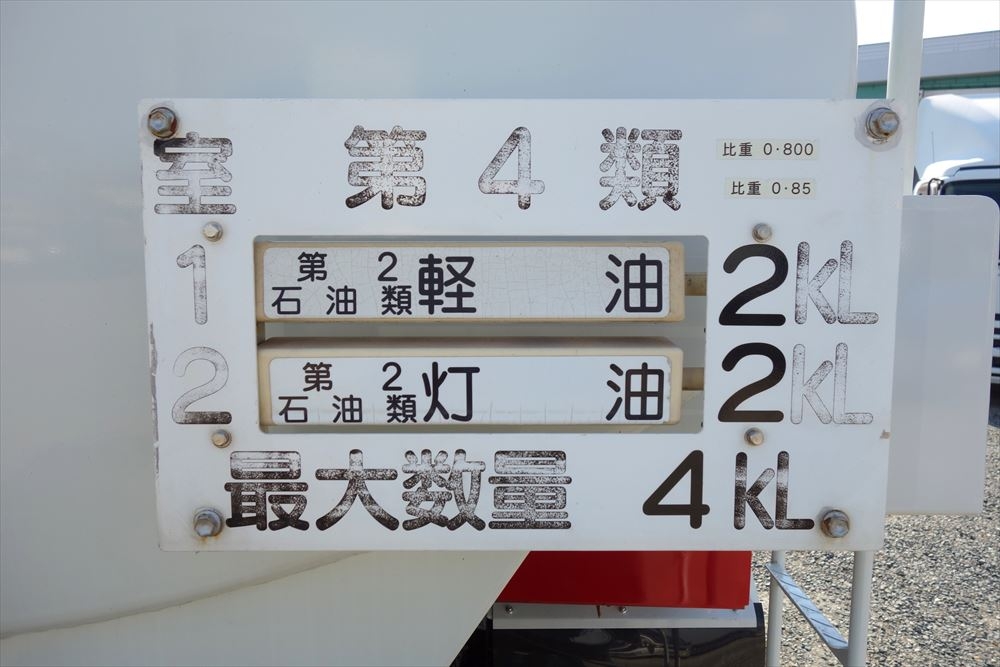 室 第4類 比重 0・800
比重 0・85
1 第2石油類 軽油 2kL
2 第2石油類 灯油 2kL
最大数量 4kL